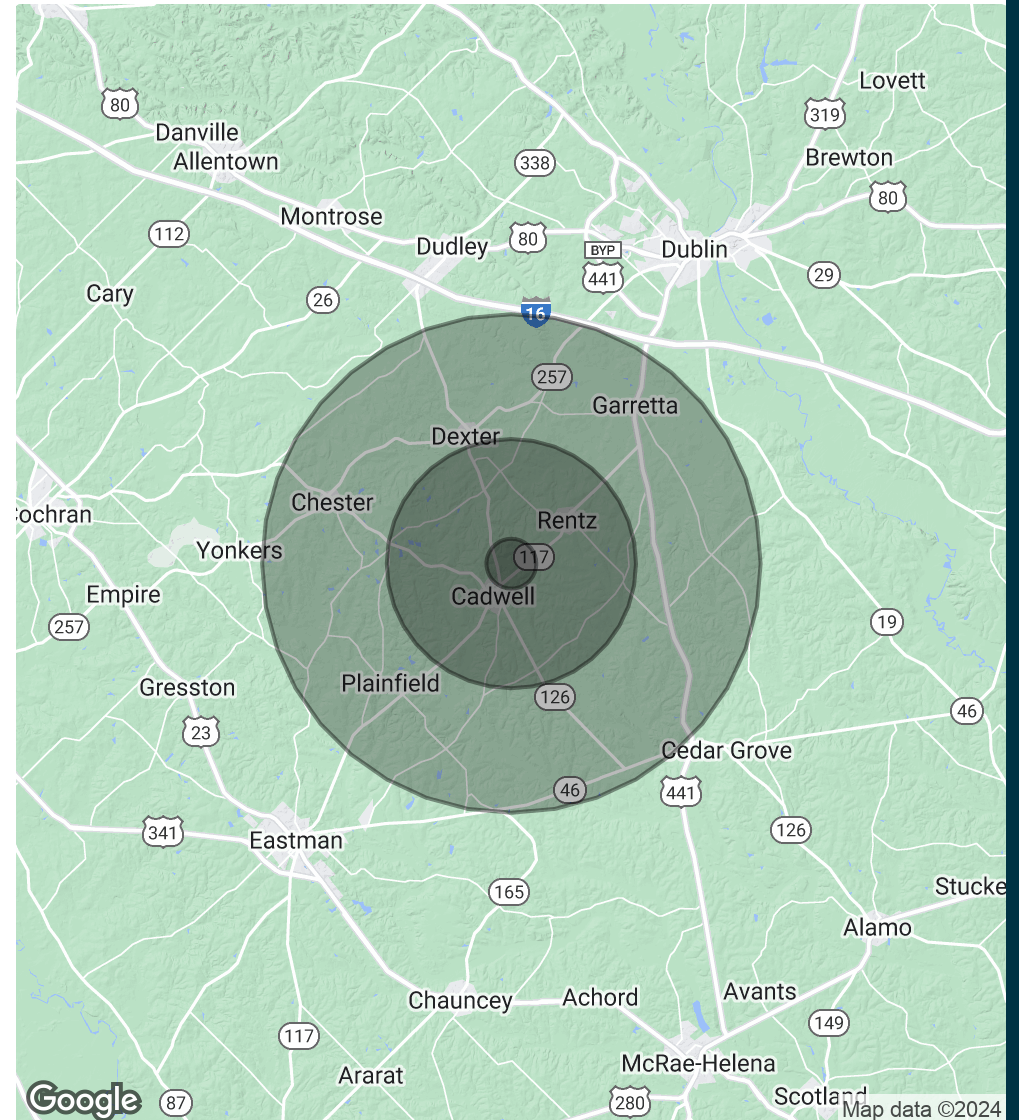 Lovett
80
319
Danville
Allentown
338
Brewton
80
Montrose
112
Dudley
80
BYP
441
Dublin
29
Cary
26
16
257
Garretta
Dexter
Chester
Rentz
ochran
Yonkers
117
Empire
Cadwell
257
19
Gresston
Plainfield
126
46
23
Cedar Grove
46
441
341
Eastman
126
165
Stucke
Alamo
Chauncey
Achord
Avants
149
117
McRae-Helena
Ararat
Scotland
Google
87
280
Map data ©2024